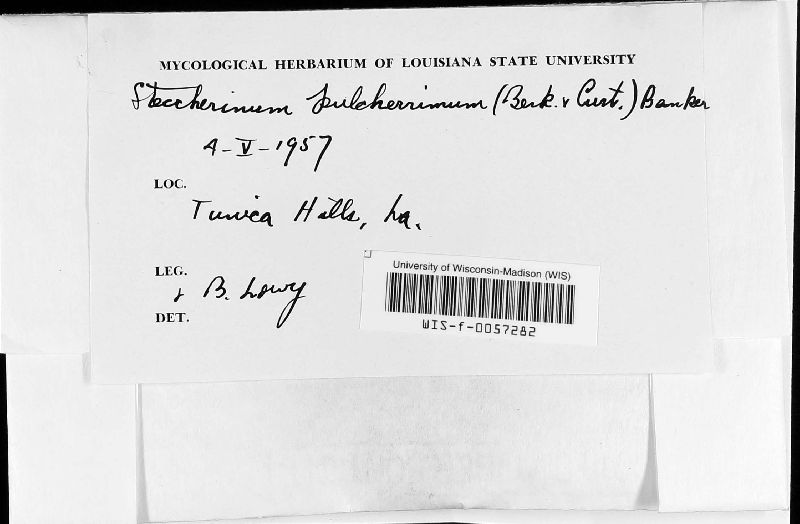 MYCOLOGICAL HERBARIUM OF LOUISIANA STATE UNIVERSITY
Steccherinum pulcherrimum (Berk. & Curt.) Banker
4-V-1957
LOC.
Tunica Hills, La.
LEG.
& B. Lowy
DET.
University of Wisconsin-Madison (WIS)
WIS-f-0057282